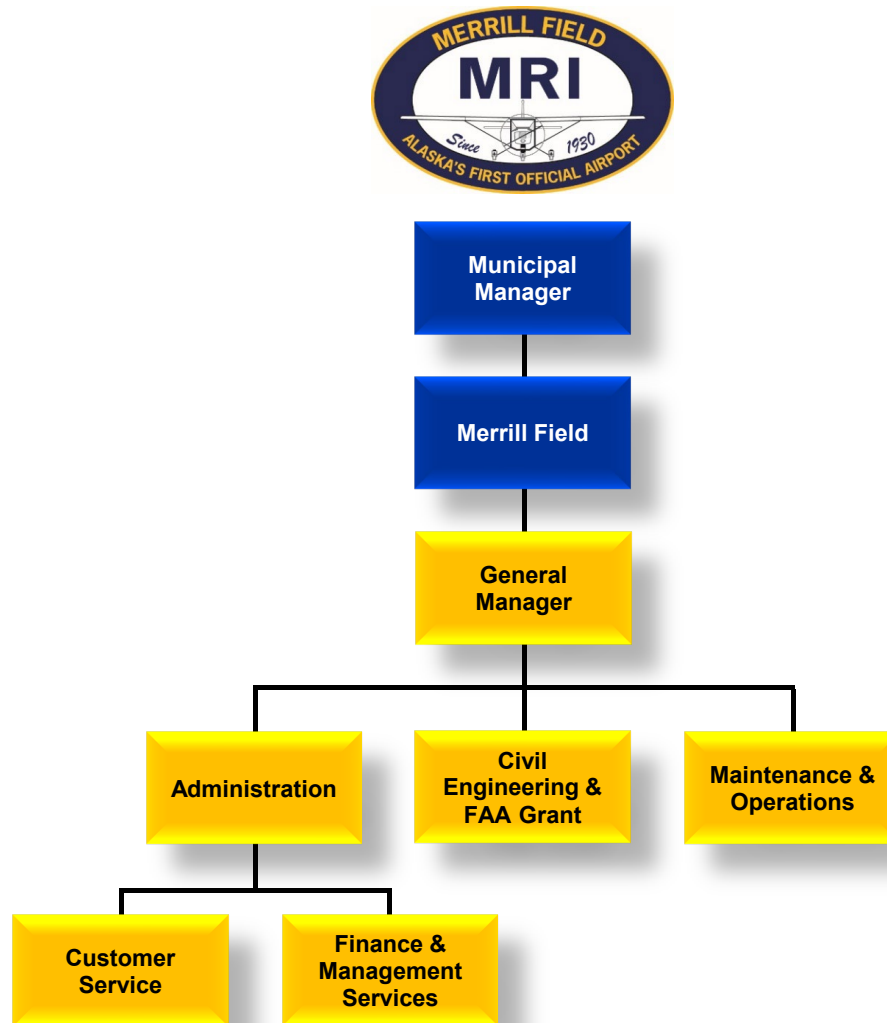 MERRILL FIELD
MRI
Since 1930
ALASKA'S FIRST OFFICIAL AIRPORT
Municipal
Manager
Merrill Field
General
Manager
Administration
Civil
Engineering &
FAA Grant
Maintenance &
Operations
Customer
Service
Finance &
Management
Services